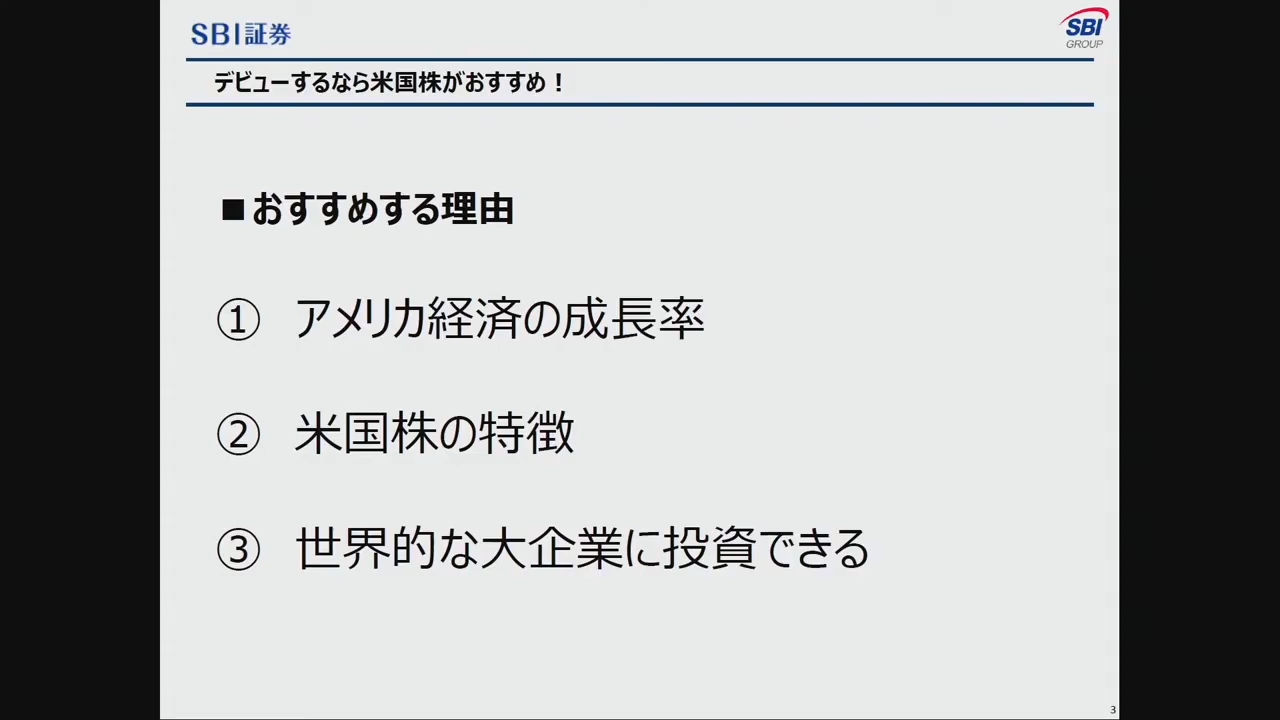 SBI証券
SBI
GROUP
デビューするなら米国株がおすすめ！
■おすすめする理由
① アメリカ経済の成長率
② 米国株の特徴
③ 世界的な大企業に投資できる
3